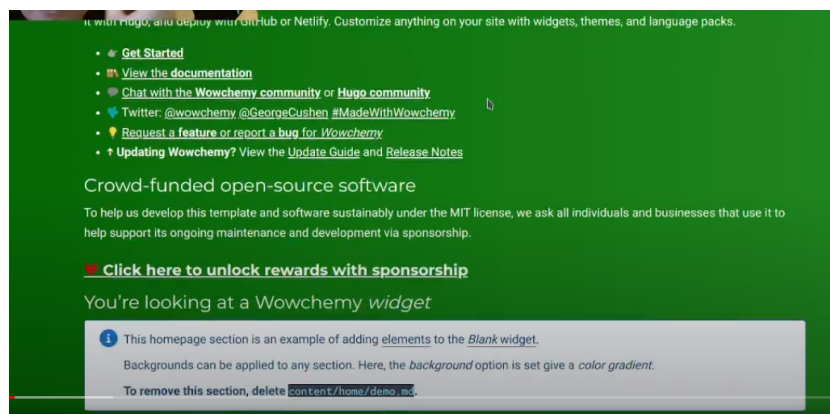 it with Hugo, and deploy with GitHub or Netlify. Customize anything on your site with widgets, themes, and language packs.
Get Started
View the documentation
Chat with the Wowchemy community or Hugo community
Twitter: @wowchemy @GeorgeCushen #MadeWithWowchemy
Request a feature or report a bug for Wowchemy
↑ Updating Wowchemy? View the Update Guide and Release Notes
Crowd-funded open-source software
To help us develop this template and software sustainably under the MIT license, we ask all individuals and businesses that use it to
help support its ongoing maintenance and development via sponsorship.
Click here to unlock rewards with sponsorship
You're looking at a Wowchemy widget
This homepage section is an example of adding elements to the Blank widget.
Backgrounds can be applied to any section. Here, the background option is set give a color gradient.
To remove this section, delete content/home/demo.md.